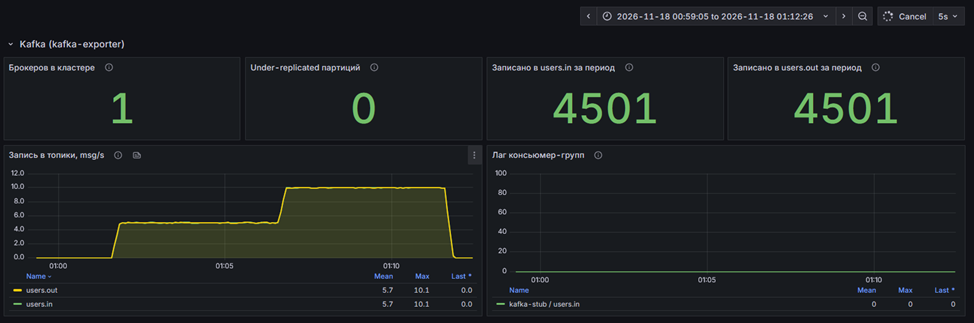 2026-11-18 00:59:05 to 2026-11-18 01:12:26 Cancel 5s
Kafka (kafka-exporter)
Брокеров в кластере
1
Under-replicated партиций
0
Записано в users.in за период
4501
Записано в users.out за период
4501
Запись в топики, msg/s
12.0
10.0
8.0
6.0
4.0
2.0
0.0
01:00 01:05 01:10
Name Mean Max Last *
users.out 5.7 10.1 0.0
users.in 5.7 10.1 0.0
Лаг консьюмер-групп
100
80
60
40
20
0
01:00 01:05 01:10
Name Mean Max Last *
kafka-stub / users.in 0 0 0